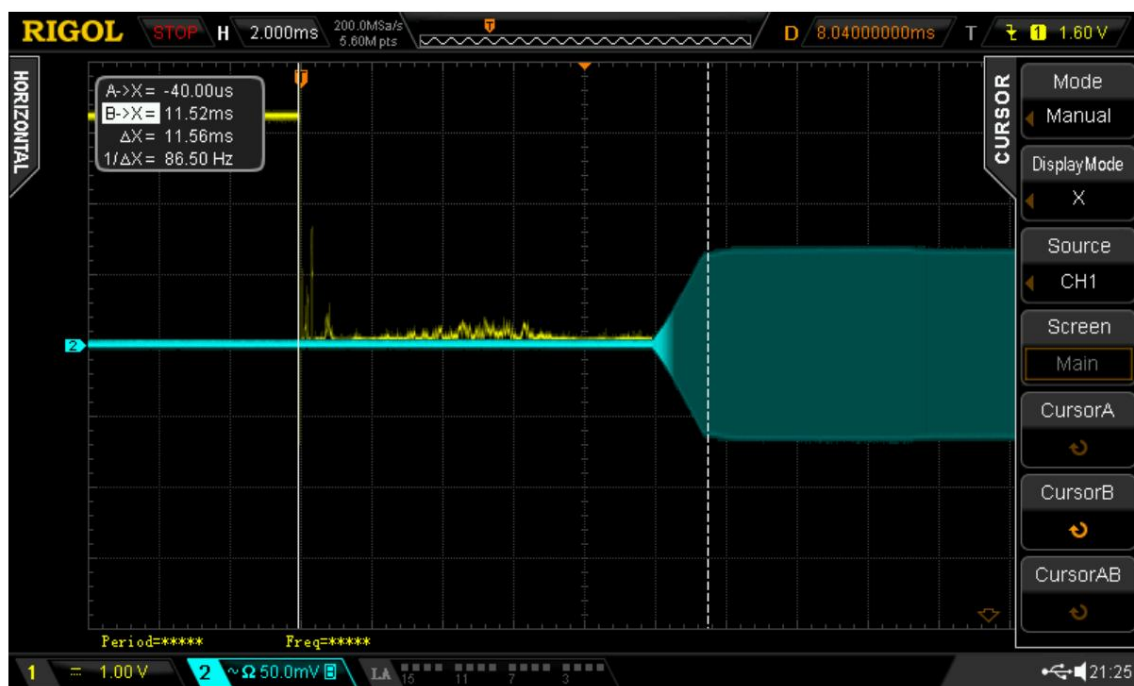 RIGOL STOP H 2.000ms 200.0MSa/s 5.60M pts T D 8.04000000ms T 1 1.60 V
HORIZONTAL
T
A->X= -40.00us
B->X= 11.52ms
ΔX= 11.56ms
1/ΔX= 86.50 Hz
2
CURSOR
Mode
Manual
DisplayMode
X
Source
CH1
Screen
Main
CursorA
CursorB
CursorAB
Period=***** Freq=*****
1 = 1.00 V 2 ~Ω 50.0mV B LA 15 11 7 3 21:25